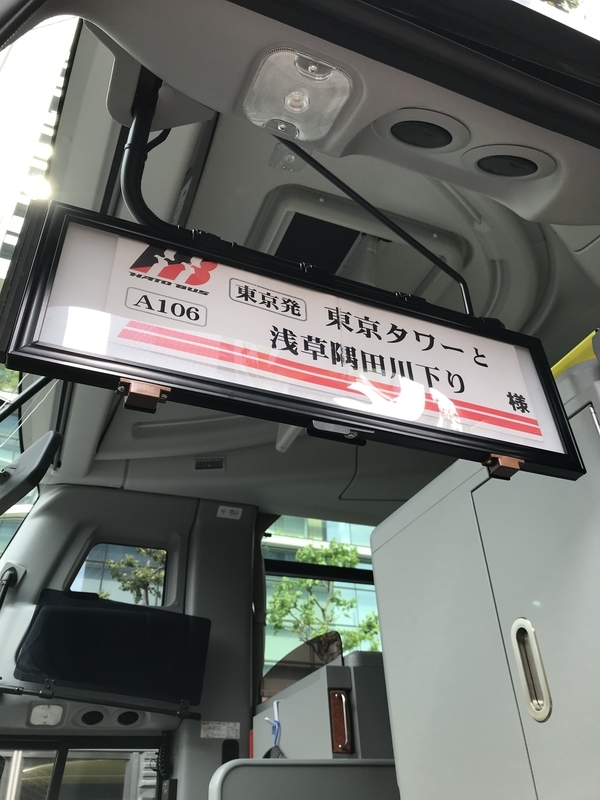 HATO BUS
A106
東京発
東京タワーと
浅草隅田川下り
様